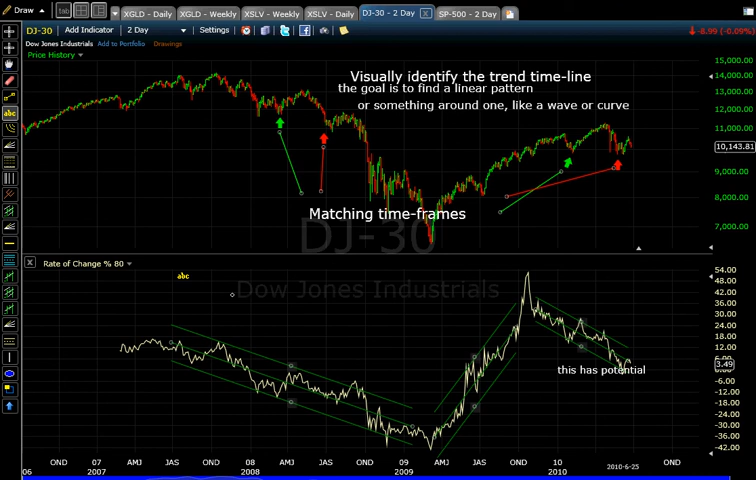 Draw
tab
XGLD - Daily
XGLD - Weekly
XSLV - Weekly
XSLV - Daily
DJ-30 - 2 Day
SP-500 - 2 Day
DJ-30
Add Indicator
2 Day
Settings
-8.99 (-0.09%)
Dow Jones Industrials
Add to Portfolio
Drawings
Price History
Visually identify the trend time-line
the goal is to find a linear pattern
or something around one, like a wave or curve
Matching time-frames
DJ-30
15,000.00
14,000.00
13,000.00
12,000.00
11,000.00
10,143.81
9,000.00
8,000.00
7,000.00
abc
Rate of Change % 80
abc
Dow Jones Industrials
this has potential
54.00
48.00
42.00
36.00
30.00
24.00
18.00
12.00
3.49
-6.00
-12.00
-18.00
-24.00
-30.00
-36.00
-42.00
06 OND 07 AMJ JAS OND AMJ JAS OND AMJ JAS OND 10 OND
2007 2008 2009 2010 2010-6-25